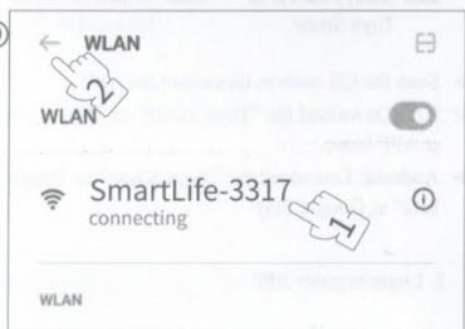 WLAN
2
WLAN
SmartLife-3317
connecting
1
WLAN